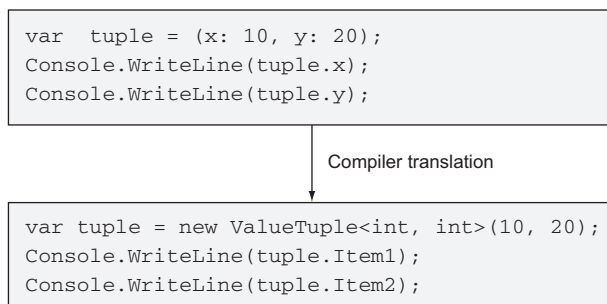 var  tuple = (x: 10, y: 20);
Console.WriteLine(tuple.x);
Console.WriteLine(tuple.y);
Compiler translation
var tuple = new ValueTuple<int, int>(10, 20);
Console.WriteLine(tuple.Item1);
Console.WriteLine(tuple.Item2);